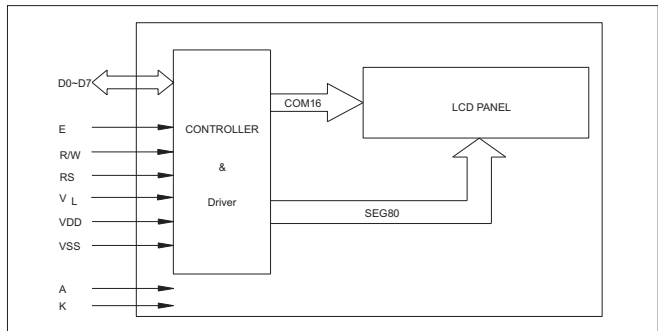 D0~D7
E
R/W
RS
V L
VDD
VSS
A
K
CONTROLLER
&
Driver
COM16
LCD PANEL
SEG80